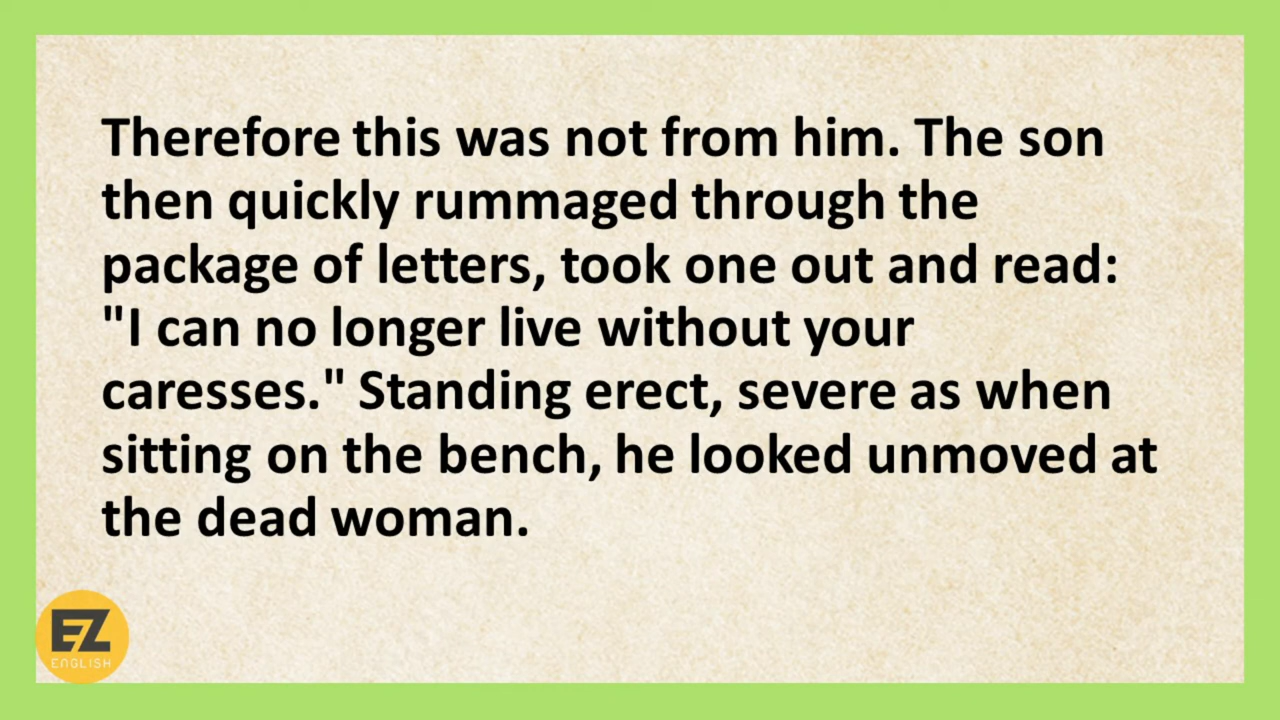 Therefore this was not from him. The son
then quickly rummaged through the
package of letters, took one out and read:
"I can no longer live without your
caresses." Standing erect, severe as when
sitting on the bench, he looked unmoved at
the dead woman.
EZ
ENGLISH